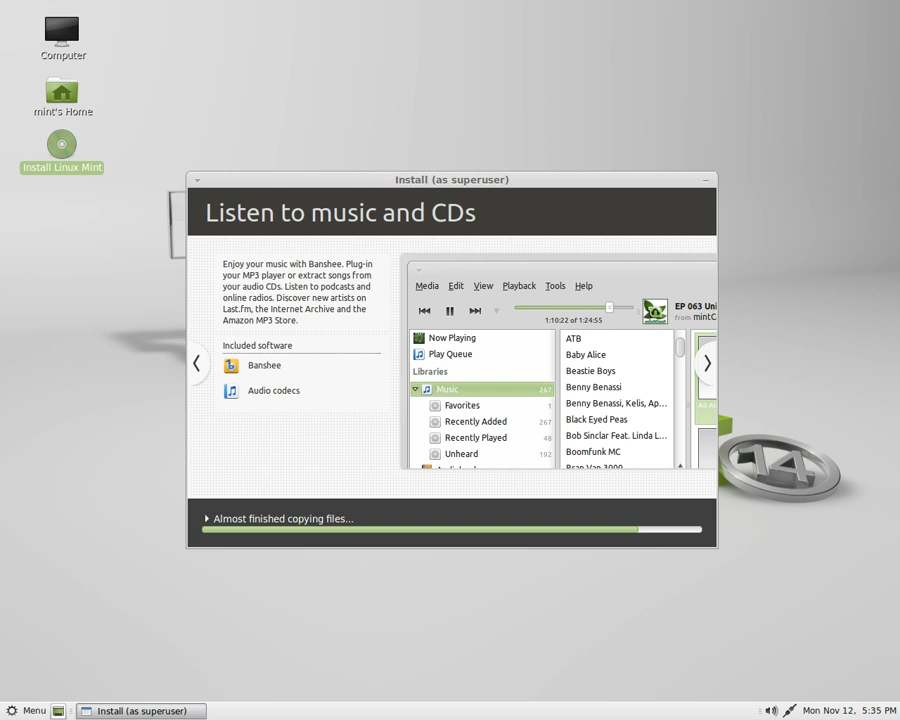 Computer
mint's Home
Install Linux Mint
Install (as superuser)
Listen to music and CDs
Enjoy your music with Banshee. Plug-in
your MP3 player or extract songs from
your audio CDs. Listen to podcasts and
online radios. Discover new artists on
Last.fm, the Internet Archive and the
Amazon MP3 Store.
Included software
Banshee
Audio codecs
Media Edit View Playback Tools Help
1:10:22 of 1:24:55
EP 063 Uni
from mintC
Now Playing
Play Queue
Libraries
Music 267
Favorites 1
Recently Added 267
Recently Played 48
Unheard 192
ATB
Baby Alice
Beastie Boys
Benny Benassi
Benny Benassi, Kelis, Ap...
Black Eyed Peas
Bob Sinclar Feat. Linda L...
Boomfunk MC
Bran Van 3000
14
Almost finished copying files...
Menu
Install (as superuser)
Mon Nov 12, 5:35 PM